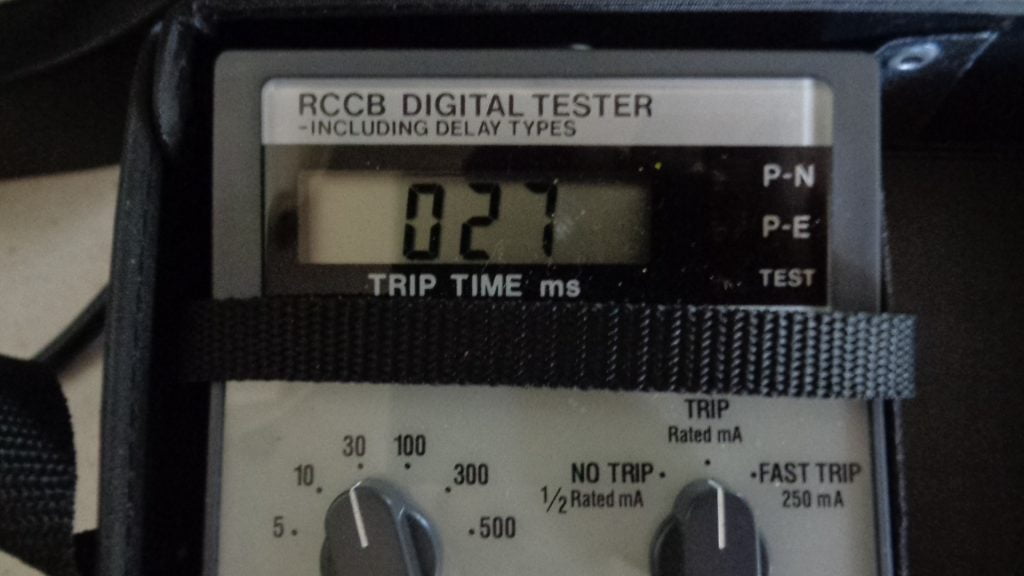 RCCB DIGITAL TESTER
-INCLUDING DELAY TYPES
027
P-N
P-E
TEST
TRIP TIME ms
TRIP
Rated mA
30 100
10 300
5 500
NO TRIP
1/2 Rated mA
FAST TRIP
250 mA